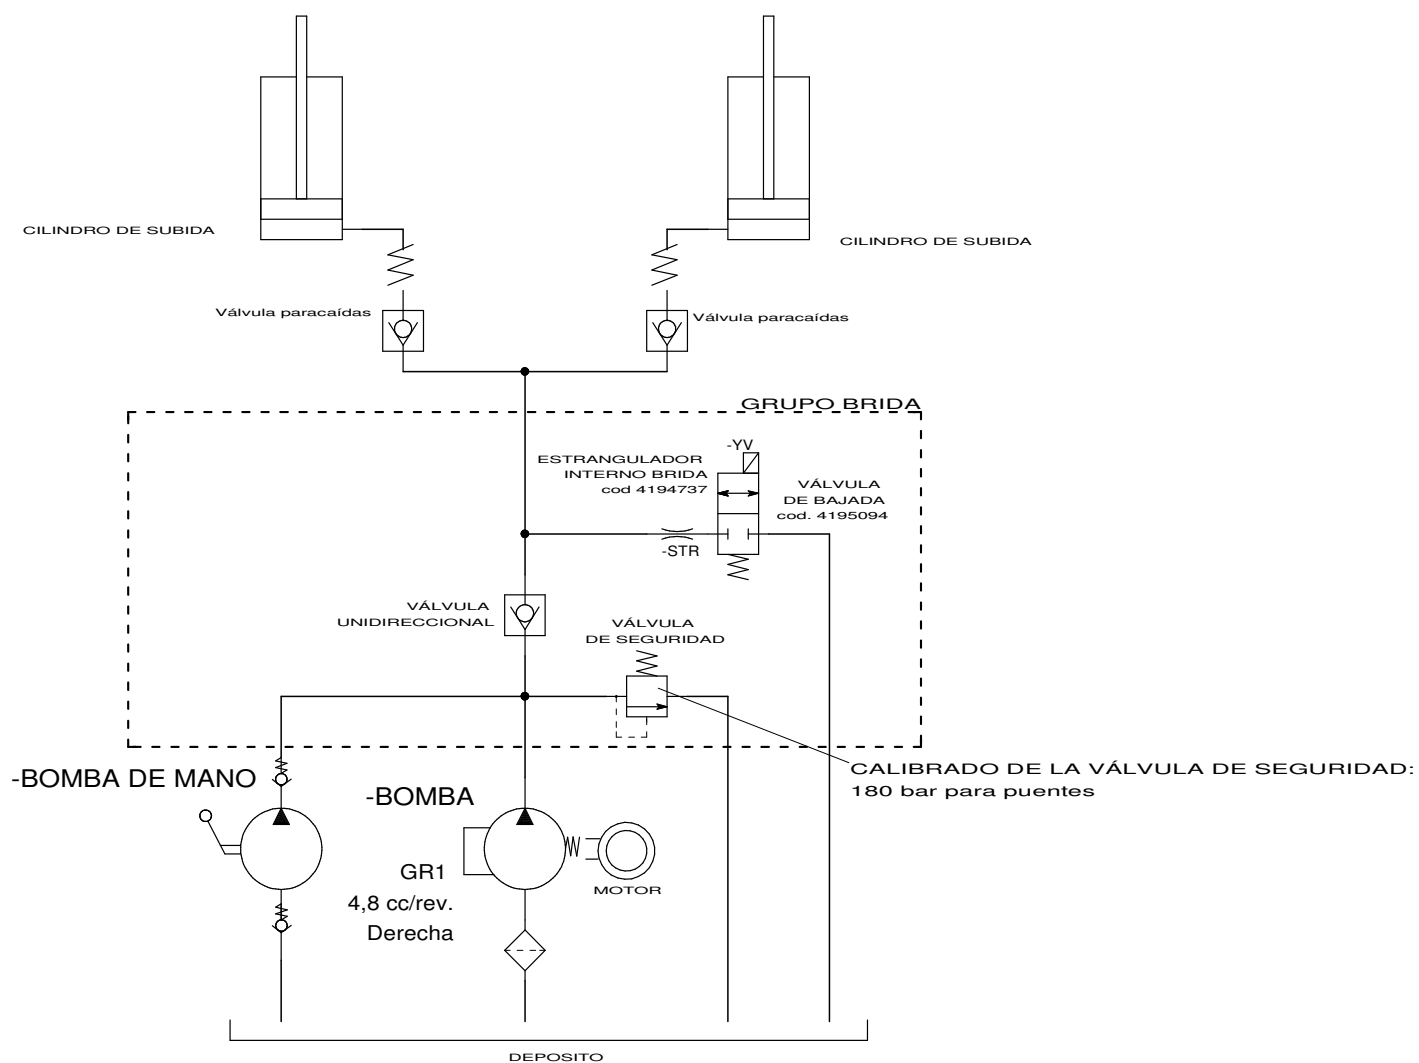 CILINDRO DE SUBIDA
CILINDRO DE SUBIDA
Válvula paracaídas
Válvula paracaídas
GRUPO BRIDA
-YV
ESTRANGULADOR
INTERNO BRIDA
cod 4194737
VÁLVULA
DE BAJADA
cod. 4195094
-STR
VÁLVULA
UNIDIRECCIONAL
VÁLVULA
DE SEGURIDAD
CALIBRADO DE LA VÁLVULA DE SEGURIDAD:
180 bar para puentes
-BOMBA DE MANO
-BOMBA
GR1
4,8 cc/rev.
Derecha
MOTOR
DEPOSITO